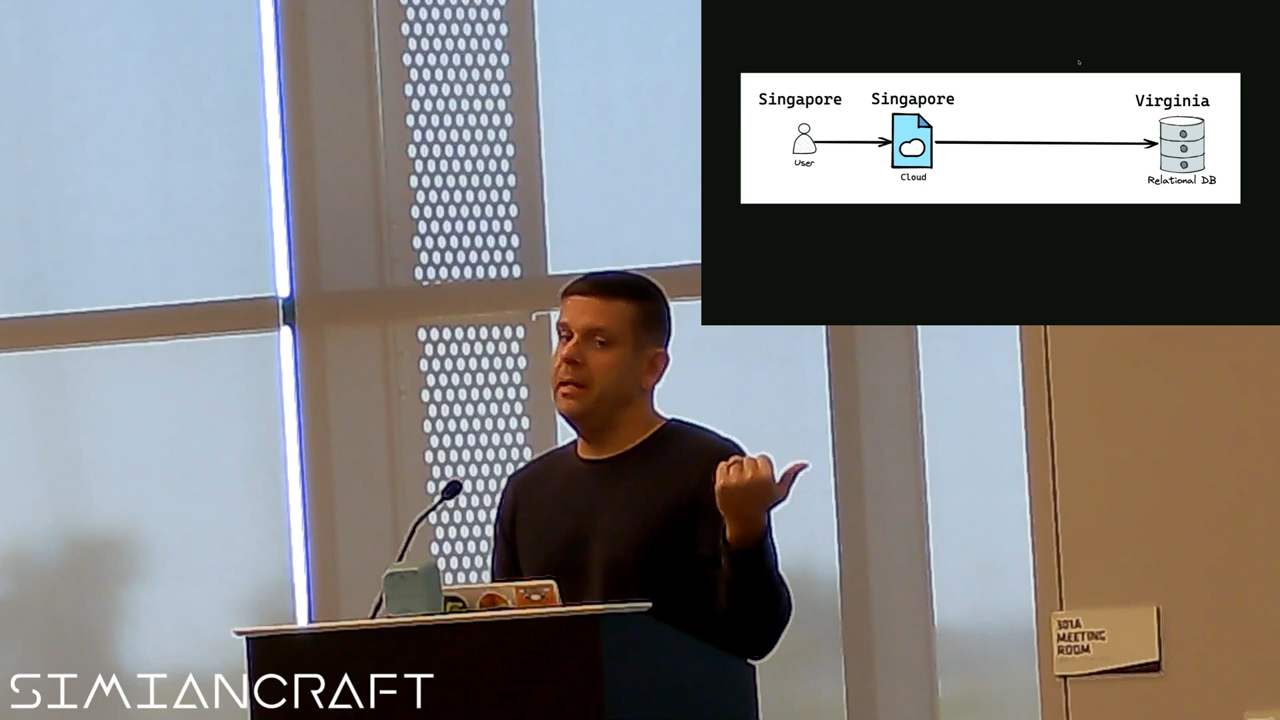 Singapore
Singapore
Virginia
User
Cloud
Relational DB
301A
MEETING
ROOM
SIMIANCRAFT